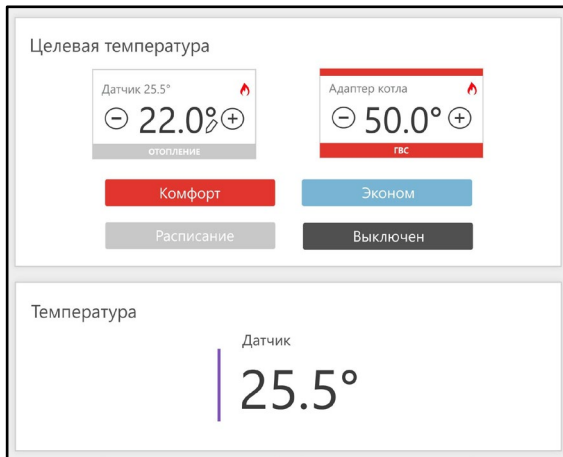 Целевая температура
Датчик 25.5°
22.0°
ОТОПЛЕНИЕ
Адаптер котла
50.0°
ГВС
Комфорт
Эконом
Расписание
Выключен
Температура
Датчик
25.5°